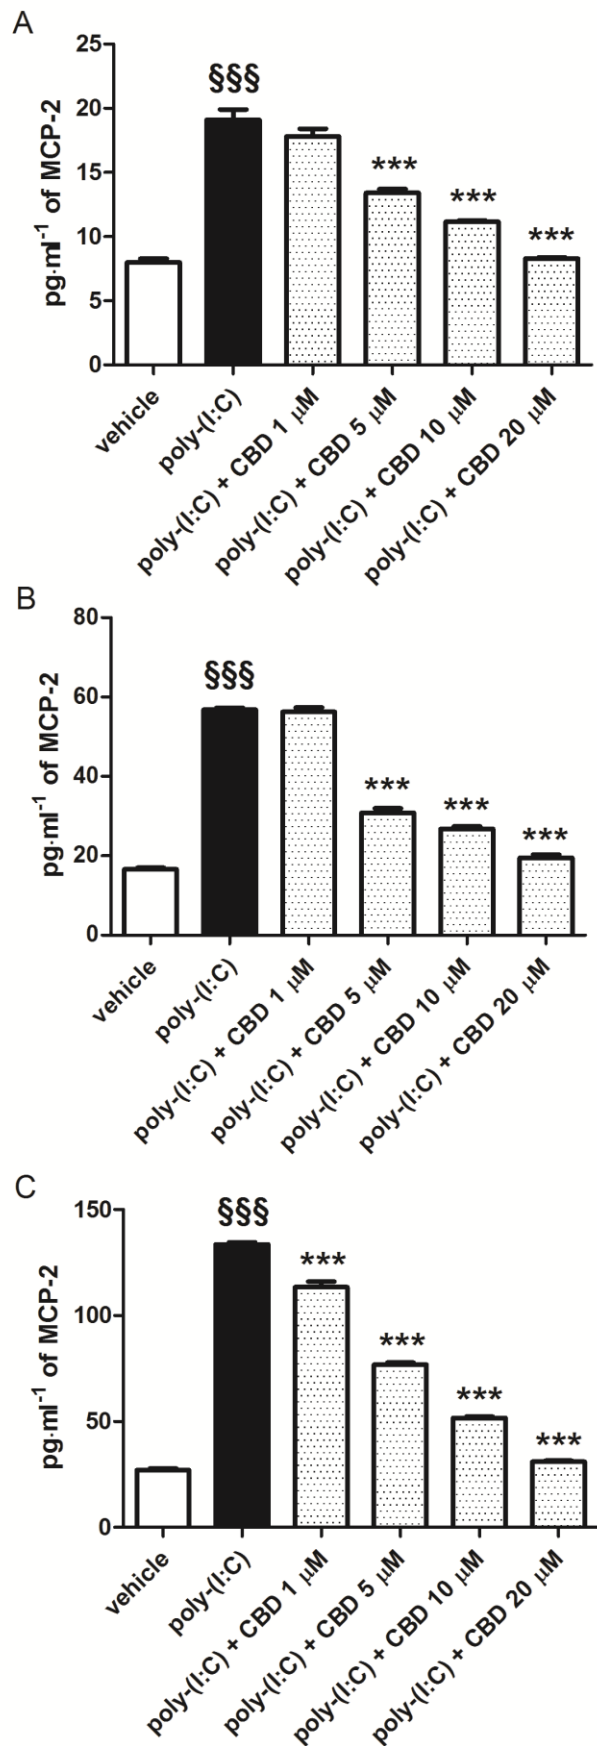 A
pg·ml⁻¹ of MCP-2
25
20
15
10
5
0
§§§
***
***
***
vehicle
poly-(I:C)
poly-(I:C) + CBD 1 µM
poly-(I:C) + CBD 5 µM
poly-(I:C) + CBD 10 µM
poly-(I:C) + CBD 20 µM
B
pg·ml⁻¹ of MCP-2
80
60
40
20
0
§§§
***
***
***
vehicle
poly-(I:C)
poly-(I:C) + CBD 1 µM
poly-(I:C) + CBD 5 µM
poly-(I:C) + CBD 10 µM
poly-(I:C) + CBD 20 µM
C
pg·ml⁻¹ of MCP-2
150
100
50
0
§§§
***
***
***
***
vehicle
poly-(I:C)
poly-(I:C) + CBD 1 µM
poly-(I:C) + CBD 5 µM
poly-(I:C) + CBD 10 µM
poly-(I:C) + CBD 20 µM